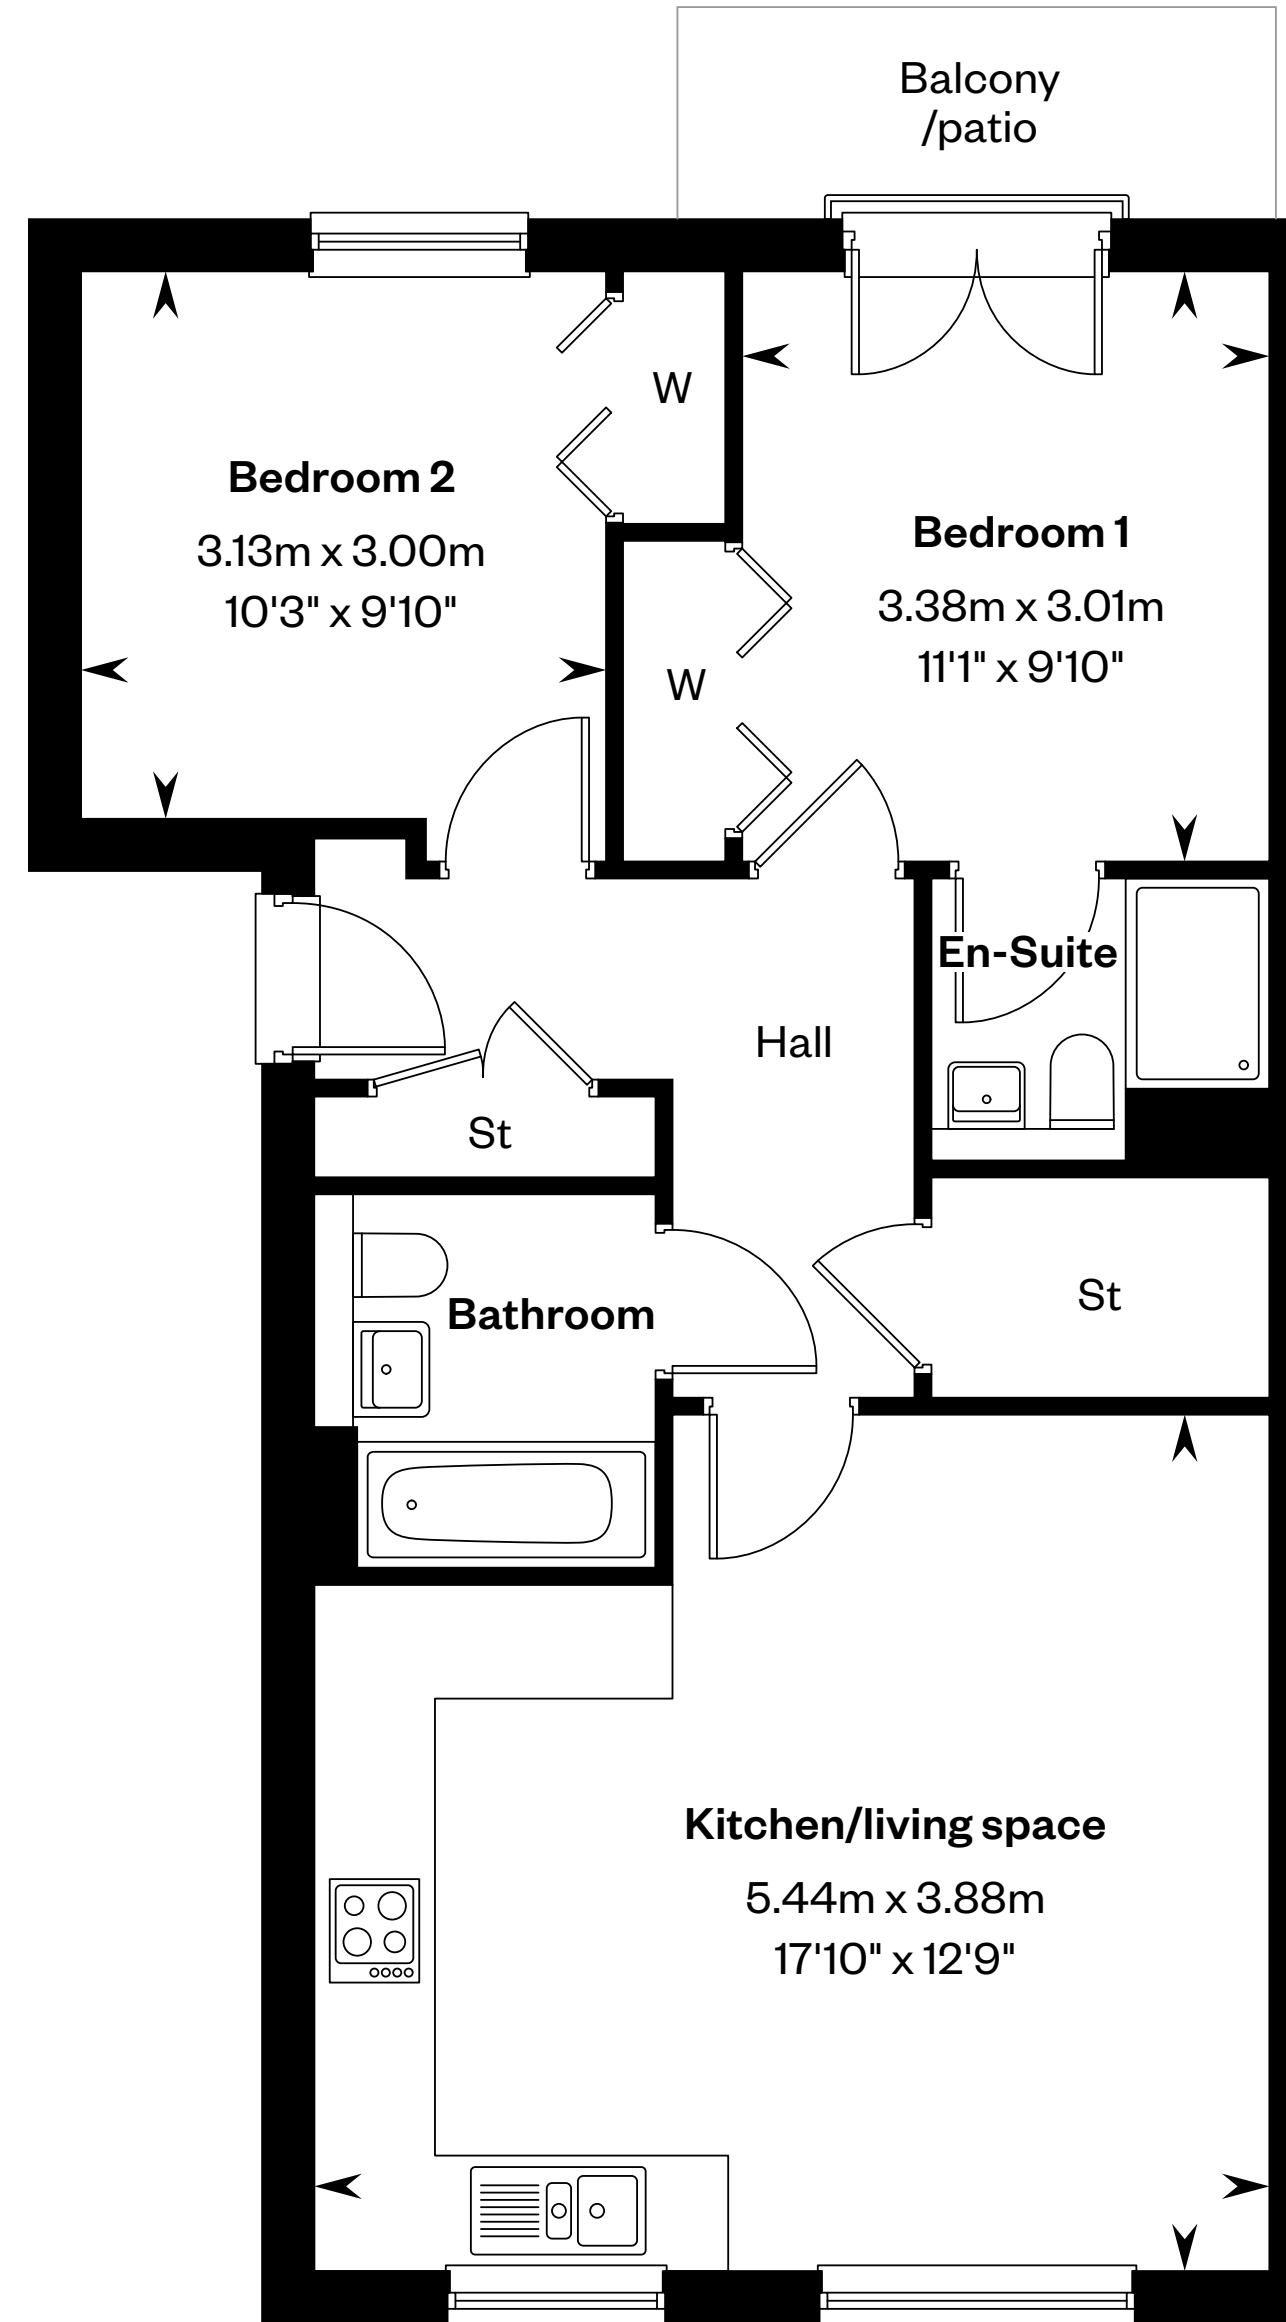 Balcony
/patio
W
Bedroom 2
3.13m x 3.00m
10'3" x 9'10"
Bedroom 1
3.38m x 3.01m
11'1" x 9'10"
W
En-Suite
Hall
St
St
Bathroom
Kitchen/living space
5.44m x 3.88m
17'10" x 12'9"